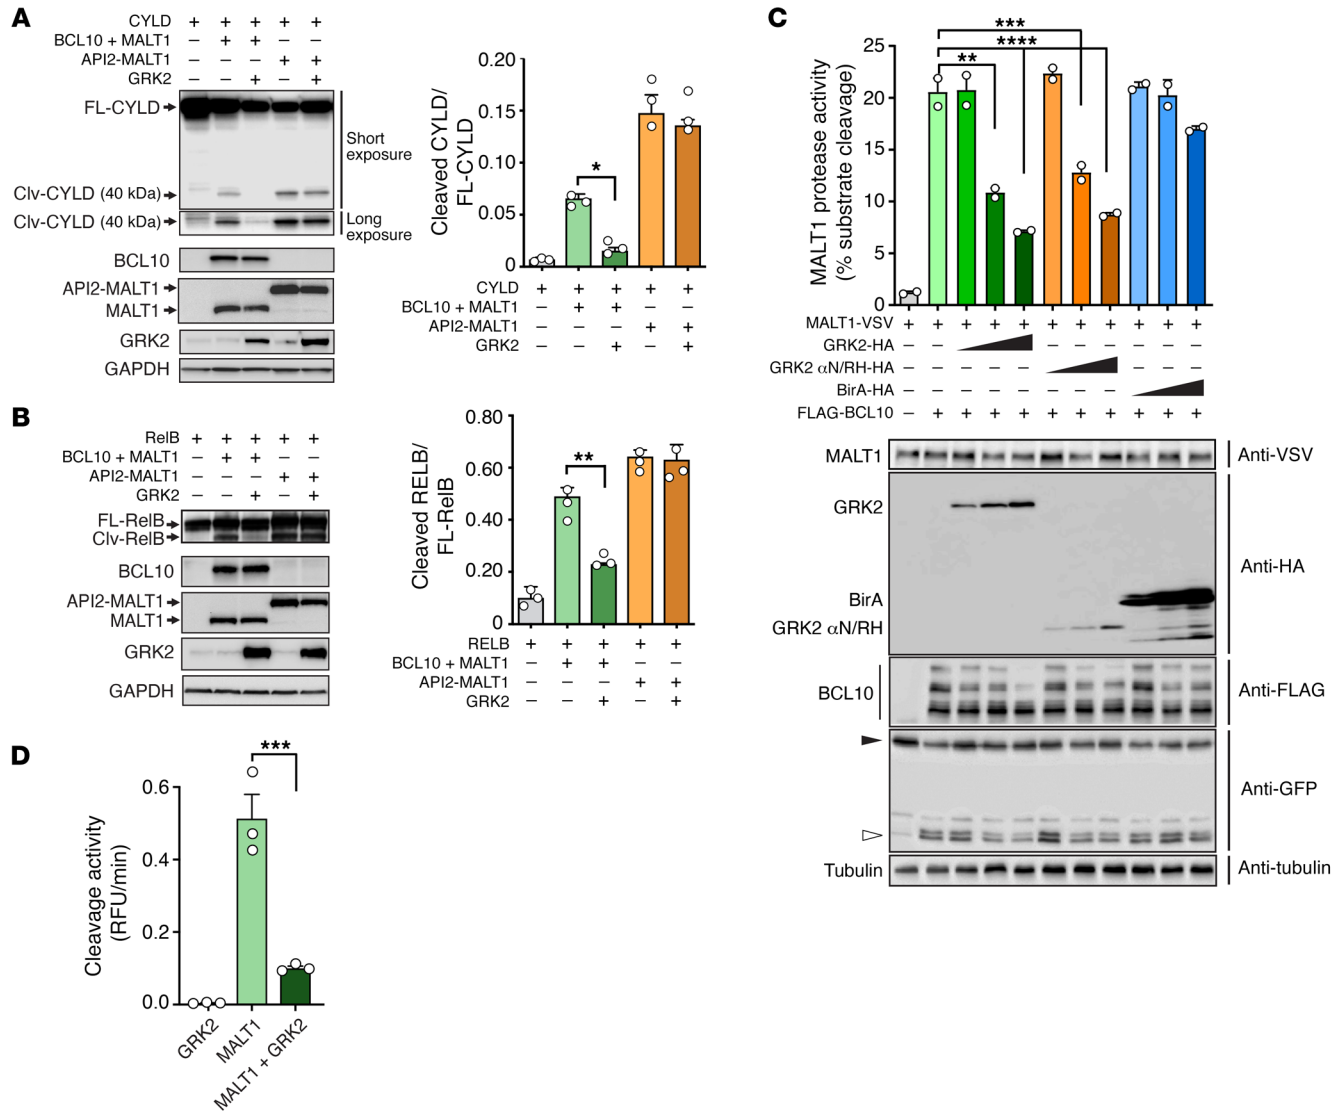 A
CYLD + + + + +
BCL10 + MALT1 – + + – –
API2-MALT1 – – – + +
GRK2 – – + – +
FL-CYLD
Short
exposure
Clv-CYLD (40 kDa)
Clv-CYLD (40 kDa)
Long
exposure
BCL10
API2-MALT1
MALT1
GRK2
GAPDH
Cleaved CYLD/
FL-CYLD
0.20
0.15
0.10
0.05
0
*
CYLD + + + + +
BCL10 + MALT1 – + + – –
API2-MALT1 – – – + +
GRK2 – – + – +
B
RelB + + + + +
BCL10 + MALT1 – + + – –
API2-MALT1 – – – + +
GRK2 – – + – +
FL-RelB
Clv-RelB
BCL10
API2-MALT1
MALT1
GRK2
GAPDH
Cleaved RELB/
FL-RelB
0.80
0.60
0.40
0.20
0
**
RELB + + + + +
BCL10 + MALT1 – + + – –
API2-MALT1 – – – + +
GRK2 – – + – +
C
MALT1 protease activity
(% substrate cleavage)
25
20
15
10
5
0
***
****
**
MALT1-VSV + + + + + + + + + + +
GRK2-HA – – – – – – – –
GRK2 αN/RH-HA – – – – – – – –
BirA-HA – – – – – – – –
FLAG-BCL10 – + + + + + + + + + +
MALT1
Anti-VSV
GRK2
BirA
GRK2 αN/RH
Anti-HA
BCL10
Anti-FLAG
Anti-GFP
Tubulin
Anti-tubulin
D
Cleavage activity
(RFU/min)
0.6
0.4
0.2
0.0
***
GRK2
MALT1
MALT1 + GRK2